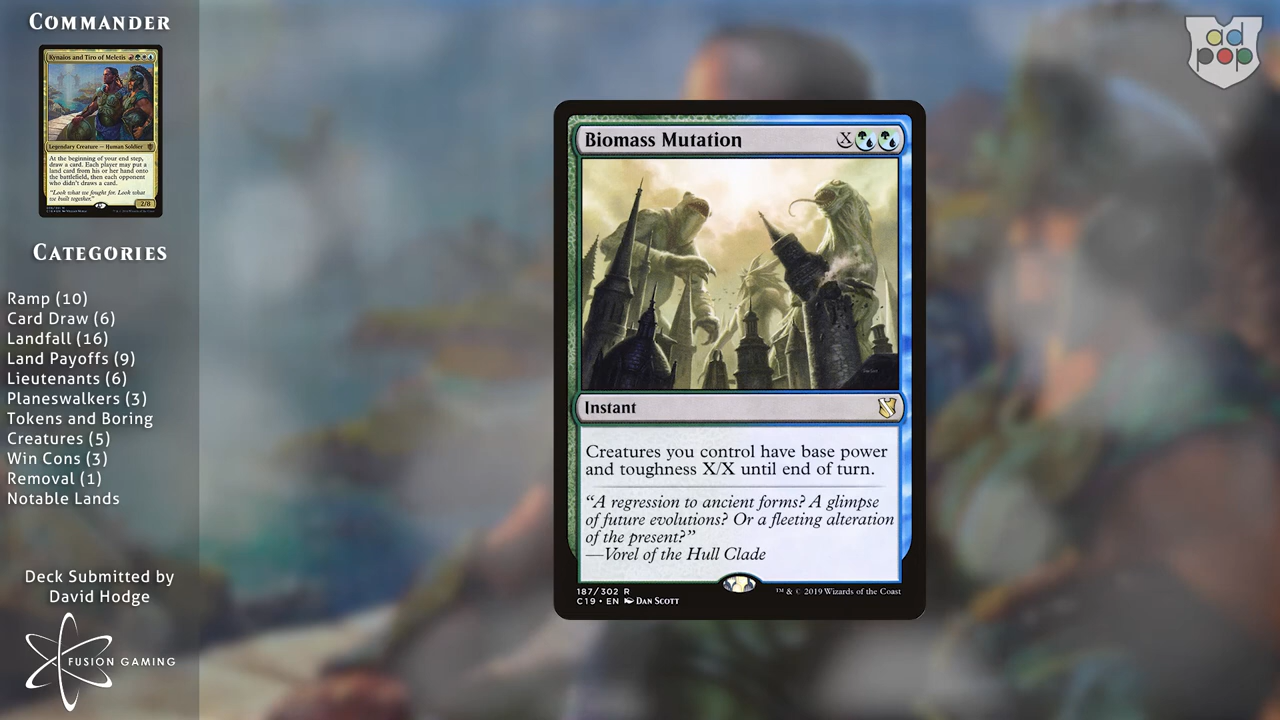 COMMANDER
Kynaios and Tiro of Meletis
Legendary Creature — Human Soldier
At the beginning of your end step,
draw a card. Each player may put a
land card from his or her hand onto
the battlefield, then each opponent
who didn't draws a card.
"Look what we fought for. Look what
we built together."
2/8
CATEGORIES
Ramp (10)
Card Draw (6)
Landfall (16)
Land Payoffs (9)
Lieutenants (6)
Planeswalkers (3)
Tokens and Boring
Creatures (5)
Win Cons (3)
Removal (1)
Notable Lands
Deck Submitted by
David Hodge
FUSION GAMING
ad
pop
Biomass Mutation X
Instant
Creatures you control have base power
and toughness X/X until end of turn.
“A regression to ancient forms? A glimpse
of future evolutions? Or a fleeting alteration
of the present?”
—Vorel of the Hull Clade
187/302 R
C19 • EN DAN SCOTT
™ & © 2019 Wizards of the Coast